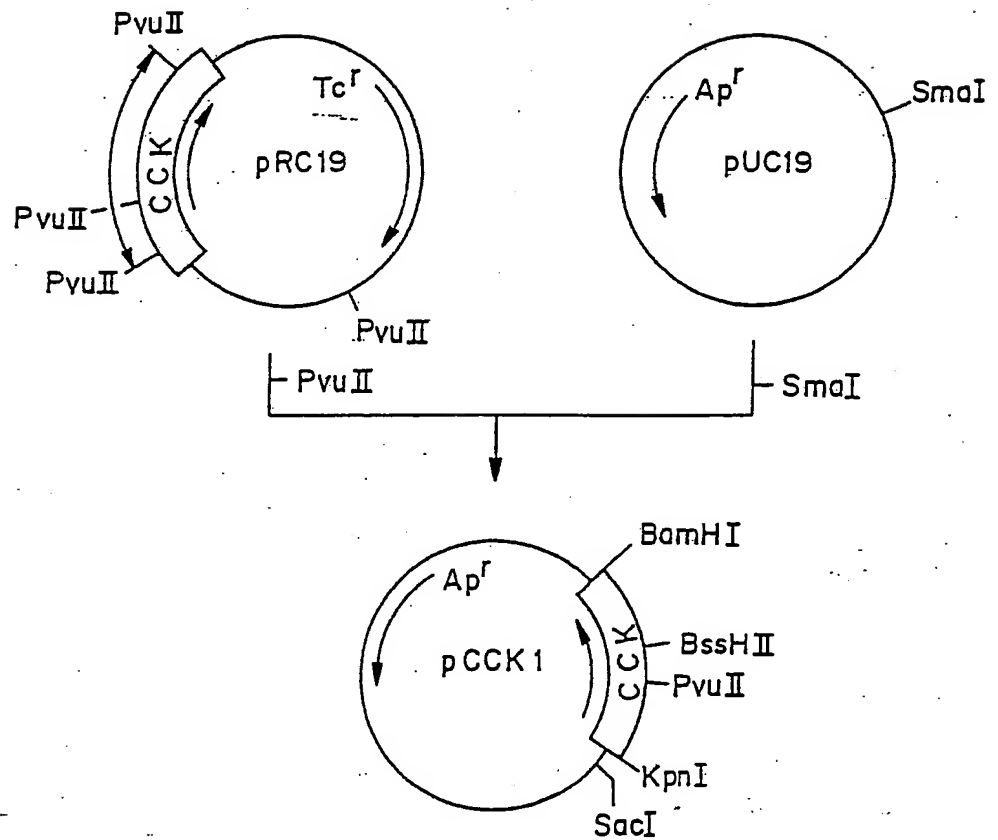 PvuII
Tc^r
CCK
pRC19
PvuII
PvuII
PvuII
Ap^r
SmaI
pUC19
PvuII
SmaI
BamHI
Ap^r
CCK
BssHII
pCCK1
PvuII
KpnI
SacI